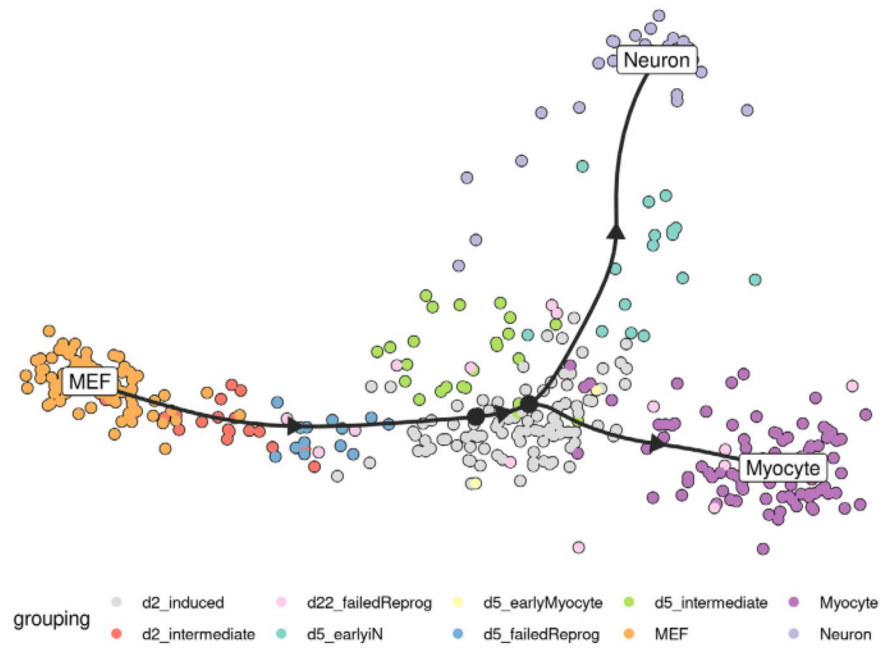 Neuron
MEF
Myocyte
grouping
d2_induced d22_failedReprog d5_earlyMyocyte d5_intermediate Myocyte
d2_intermediate d5_earlyiN d5_failedReprog MEF Neuron